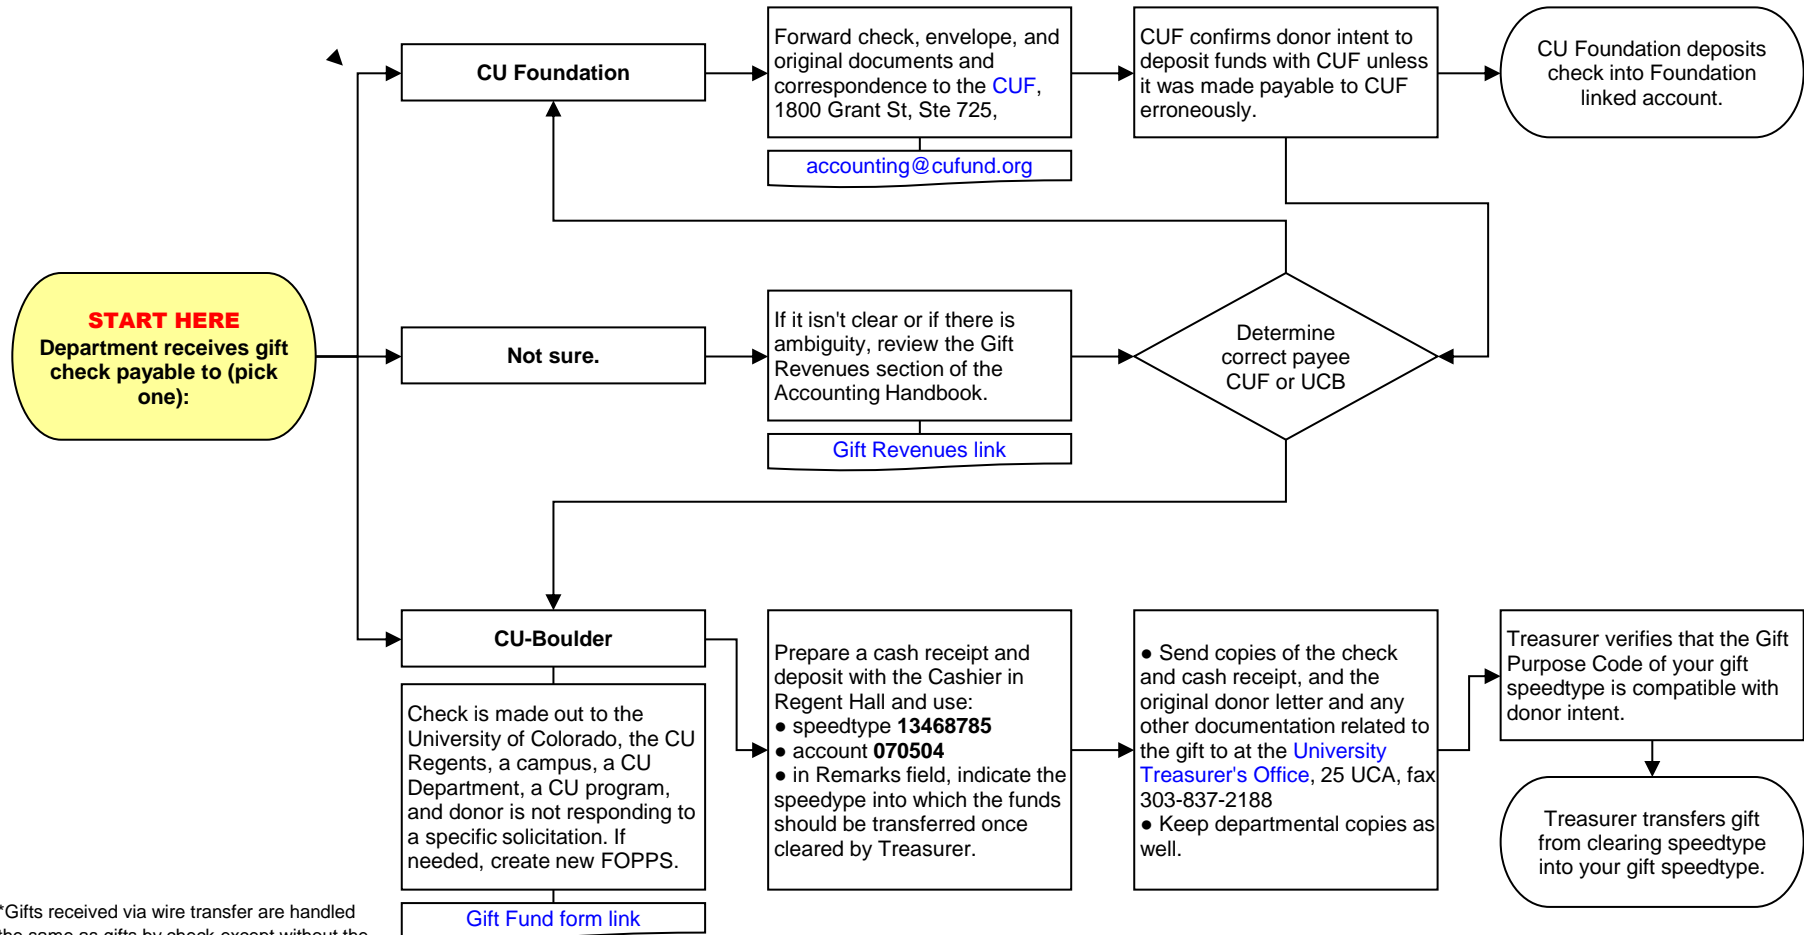 CU Foundation
Forward check, envelope, and
original documents and
correspondence to the CUF,
1800 Grant St, Ste 725,
accounting@cufund.org
CUF confirms donor intent to
deposit funds with CUF unless
it was made payable to CUF
erroneously.
CU Foundation deposits
check into Foundation
linked account.
START HERE
Department receives gift
check payable to (pick
one):
Not sure.
If it isn't clear or if there is
ambiguity, review the Gift
Revenues section of the
Accounting Handbook.
Gift Revenues link
Determine
correct payee
CUF or UCB
CU-Boulder
Check is made out to the
University of Colorado, the CU
Regents, a campus, a CU
Department, a CU program,
and donor is not responding to
a specific solicitation. If
needed, create new FOPPS.
Gift Fund form link
Prepare a cash receipt and
deposit with the Cashier in
Regent Hall and use:
● speedtype 13468785
● account 070504
● in Remarks field, indicate the
speedype into which the funds
should be transferred once
cleared by Treasurer.
● Send copies of the check
and cash receipt, and the
original donor letter and any
other documentation related to
the gift to at the University
Treasurer's Office, 25 UCA, fax
303-837-2188
● Keep departmental copies as
well.
Treasurer verifies that the Gift
Purpose Code of your gift
speedtype is compatible with
donor intent.
Treasurer transfers gift
from clearing speedtype
into your gift speedtype.
*Gifts received via wire transfer are handled
the same as gifts by check except without the